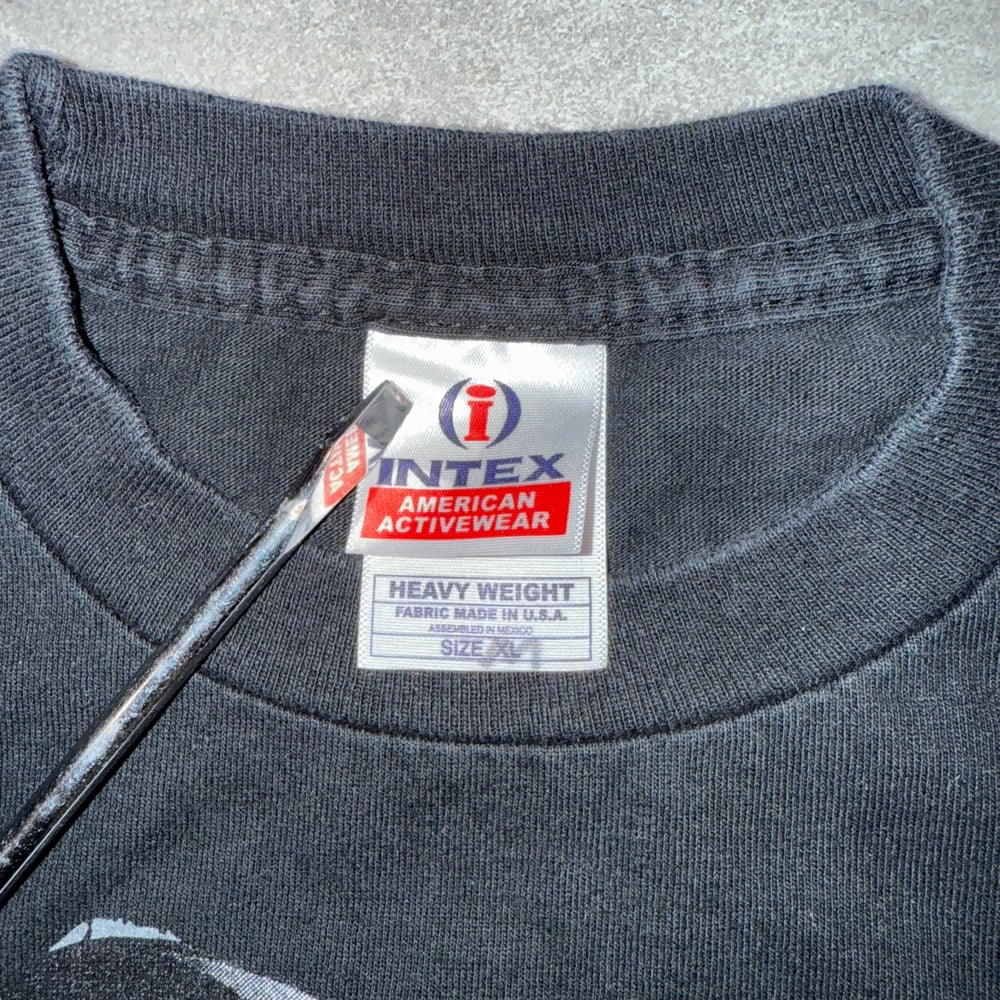 i
INTEX
AMERICAN
ACTIVEWEAR
HEAVY WEIGHT
FABRIC MADE IN U.S.A.
ASSEMBLED IN MEXICO
SIZE XL